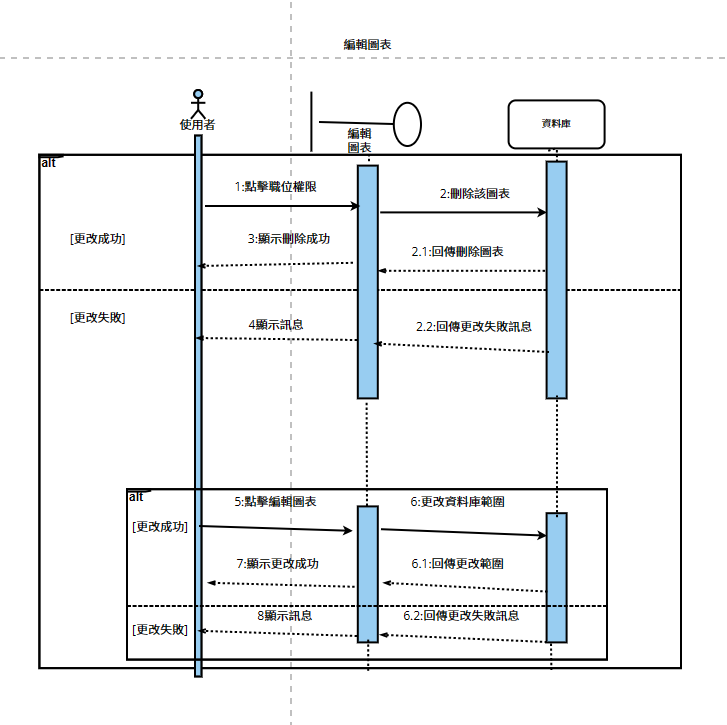 編輯圖表
使用者
編輯
圖表
資料庫
alt
1:點擊職位權限
2:刪除該圖表
[更改成功]
3:顯示刪除成功
2.1:回傳刪除圖表
[更改失敗]
4顯示訊息
2.2:回傳更改失敗訊息
alt
5:點擊編輯圖表
6:更改資料庫範圍
[更改成功]
7:顯示更改成功
6.1:回傳更改範圍
8顯示訊息
6.2:回傳更改失敗訊息
[更改失敗]